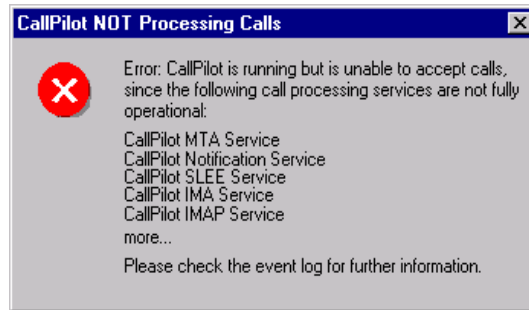 CallPilot NOT Processing Calls
Error: CallPilot is running but is unable to accept calls,
since the following call processing services are not fully
operational:
CallPilot MTA Service
CallPilot Notification Service
CallPilot SLEE Service
CallPilot IMA Service
CallPilot IMAP Service
more...
Please check the event log for further information.